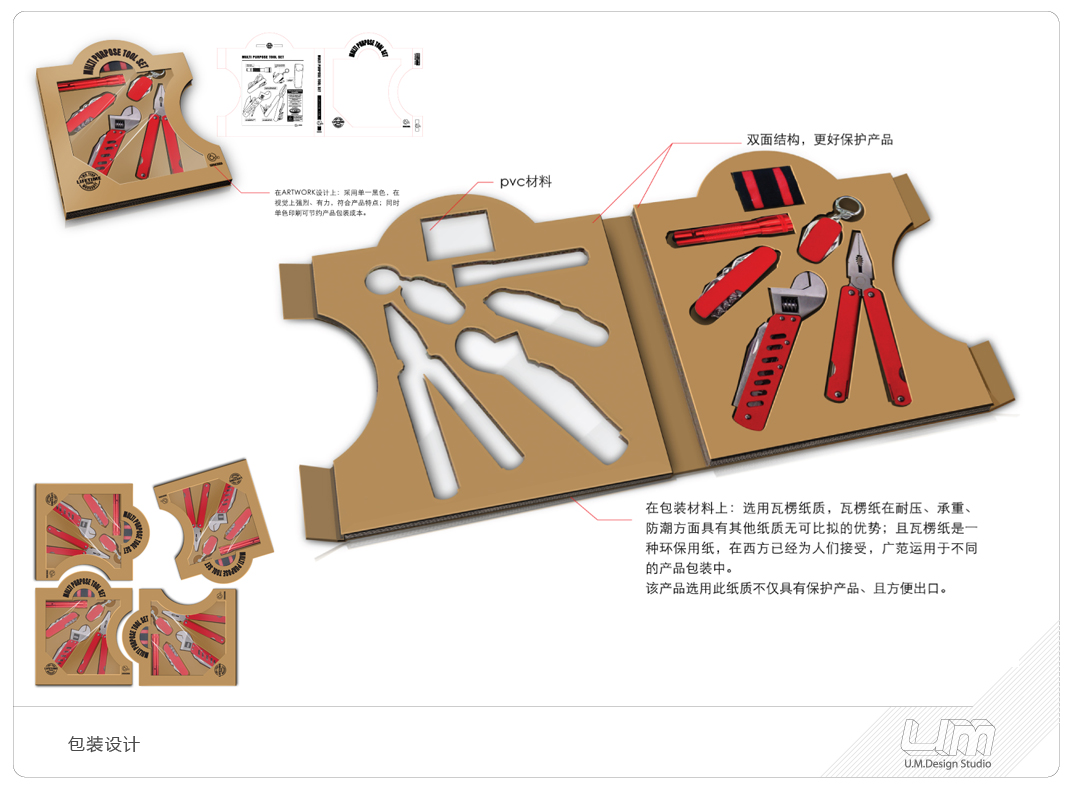 MULTI PURPOSE TOOL SET
MULTI PURPOSE TOOL SET
MULTI PURPOSE TOOL SET
MULTI PURPOSE TOOL SET
LIFETIME
在ARTWORK设计上：采用单一黑色，在
视觉上强烈、有力、符合产品特点；同时
单色印刷可节约产品包装成本。
双面结构，更好保护产品
pvc材料
在包装材料上：选用瓦楞纸质，瓦楞纸在耐压、承重、
防潮方面具有其他纸质无可比拟的优势；且瓦楞纸是一
种环保用纸，在西方已经为人们接受，广范运用于不同
的产品包装中。
该产品选用此纸质不仅具有保护产品、且方便出口。
MULTI PURPOSE TOOL SET
MULTI PURPOSE TOOL SET
MULTI PURPOSE TOOL SET
MULTI PURPOSE TOOL SET
包装设计
UM
U.M.Design Studio